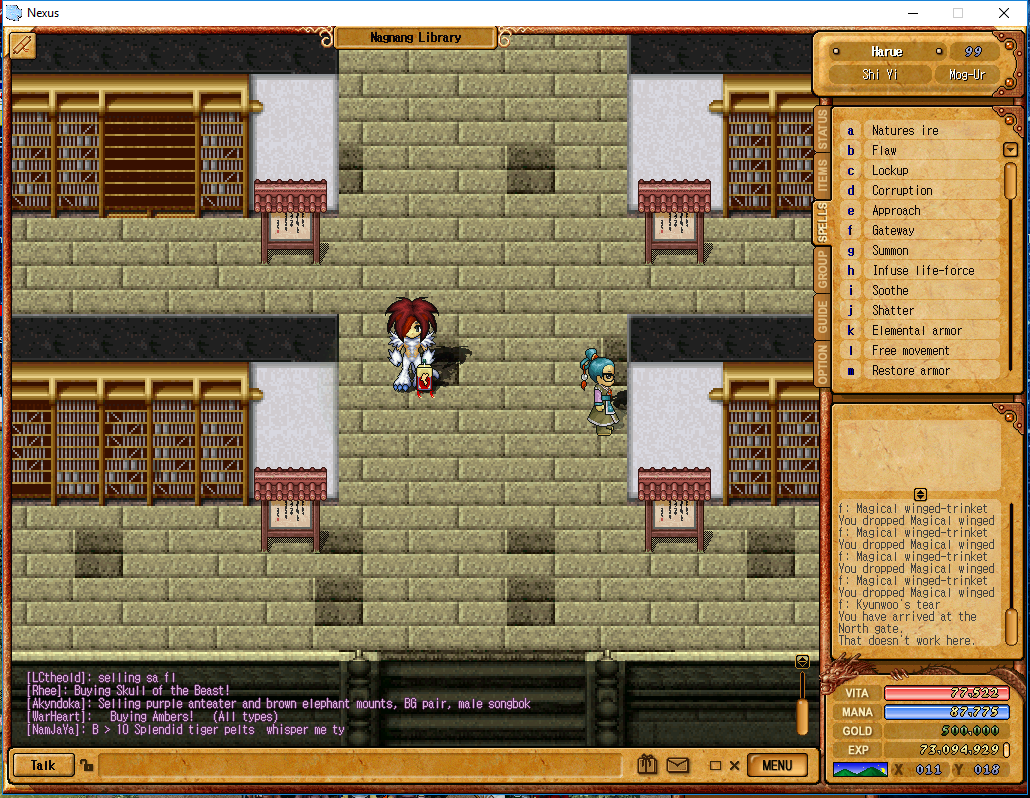 Nexus
Nagnang Library
Harue 99
Shi Yi Mog-Ur
STATUS
ITEMS
SPELLS
GROUP
GUIDE
OPTION
a Natures ire
b Flaw
c Lockup
d Corruption
e Approach
f Gateway
g Summon
h Infuse life-force
i Soothe
j Shatter
k Elemental armor
l Free movement
m Restore armor
f: Magical winged-trinket
You dropped Magical winged
f: Magical winged-trinket
You dropped Magical winged
f: Magical winged-trinket
You dropped Magical winged
f: Magical winged-trinket
You dropped Magical winged
f: Kyunwoo's tear
You have arrived at the
North gate.
That doesn't work here.
[LCtheold]: selling sa fl
[Rhee]: Buying Skull of the Beast!
[Akyndoka]: Selling purple anteater and brown elephant mounts, BG pair, male songbok
[WarHeart]: Buying Ambers! (All types)
[NamJaYa]: B > 10 Splendid tiger pelts whisper me ty
VITA 77,522
MANA 87,775
GOLD 500,000
EXP 73,094,929
X 011 Y 018
Talk
MENU